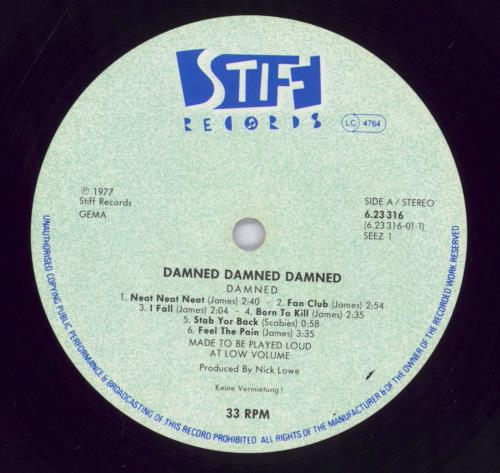 STIFF
RECORDS
LC 4764
℗ 1977
Stiff Records
GEMA
SIDE A / STEREO
6.23 316
(6.23 316-01-1)
SEEZ 1
DAMNED DAMNED DAMNED
DAMNED
1. Neat Neat Neat (James) 2:40 - 2. Fan Club (James) 2:54
3. I Fall (James) 2:04 - 4. Born To Kill (James) 2:35
5. Stab Yor Back (Scabies) 0:58
6. Feel The Pain (James) 3:35
MADE TO BE PLAYED LOUD
AT LOW VOLUME
Produced By Nick Lowe
Keine Vermietung!
33 RPM
UNAUTHORISED COPYING PUBLIC PERFORMANCE & BROADCASTING OF THIS RECORD PROHIBITED ALL RIGHTS OF THE MANUFACTURER & OF THE OWNER OF THE RECORDED WORK RESERVED